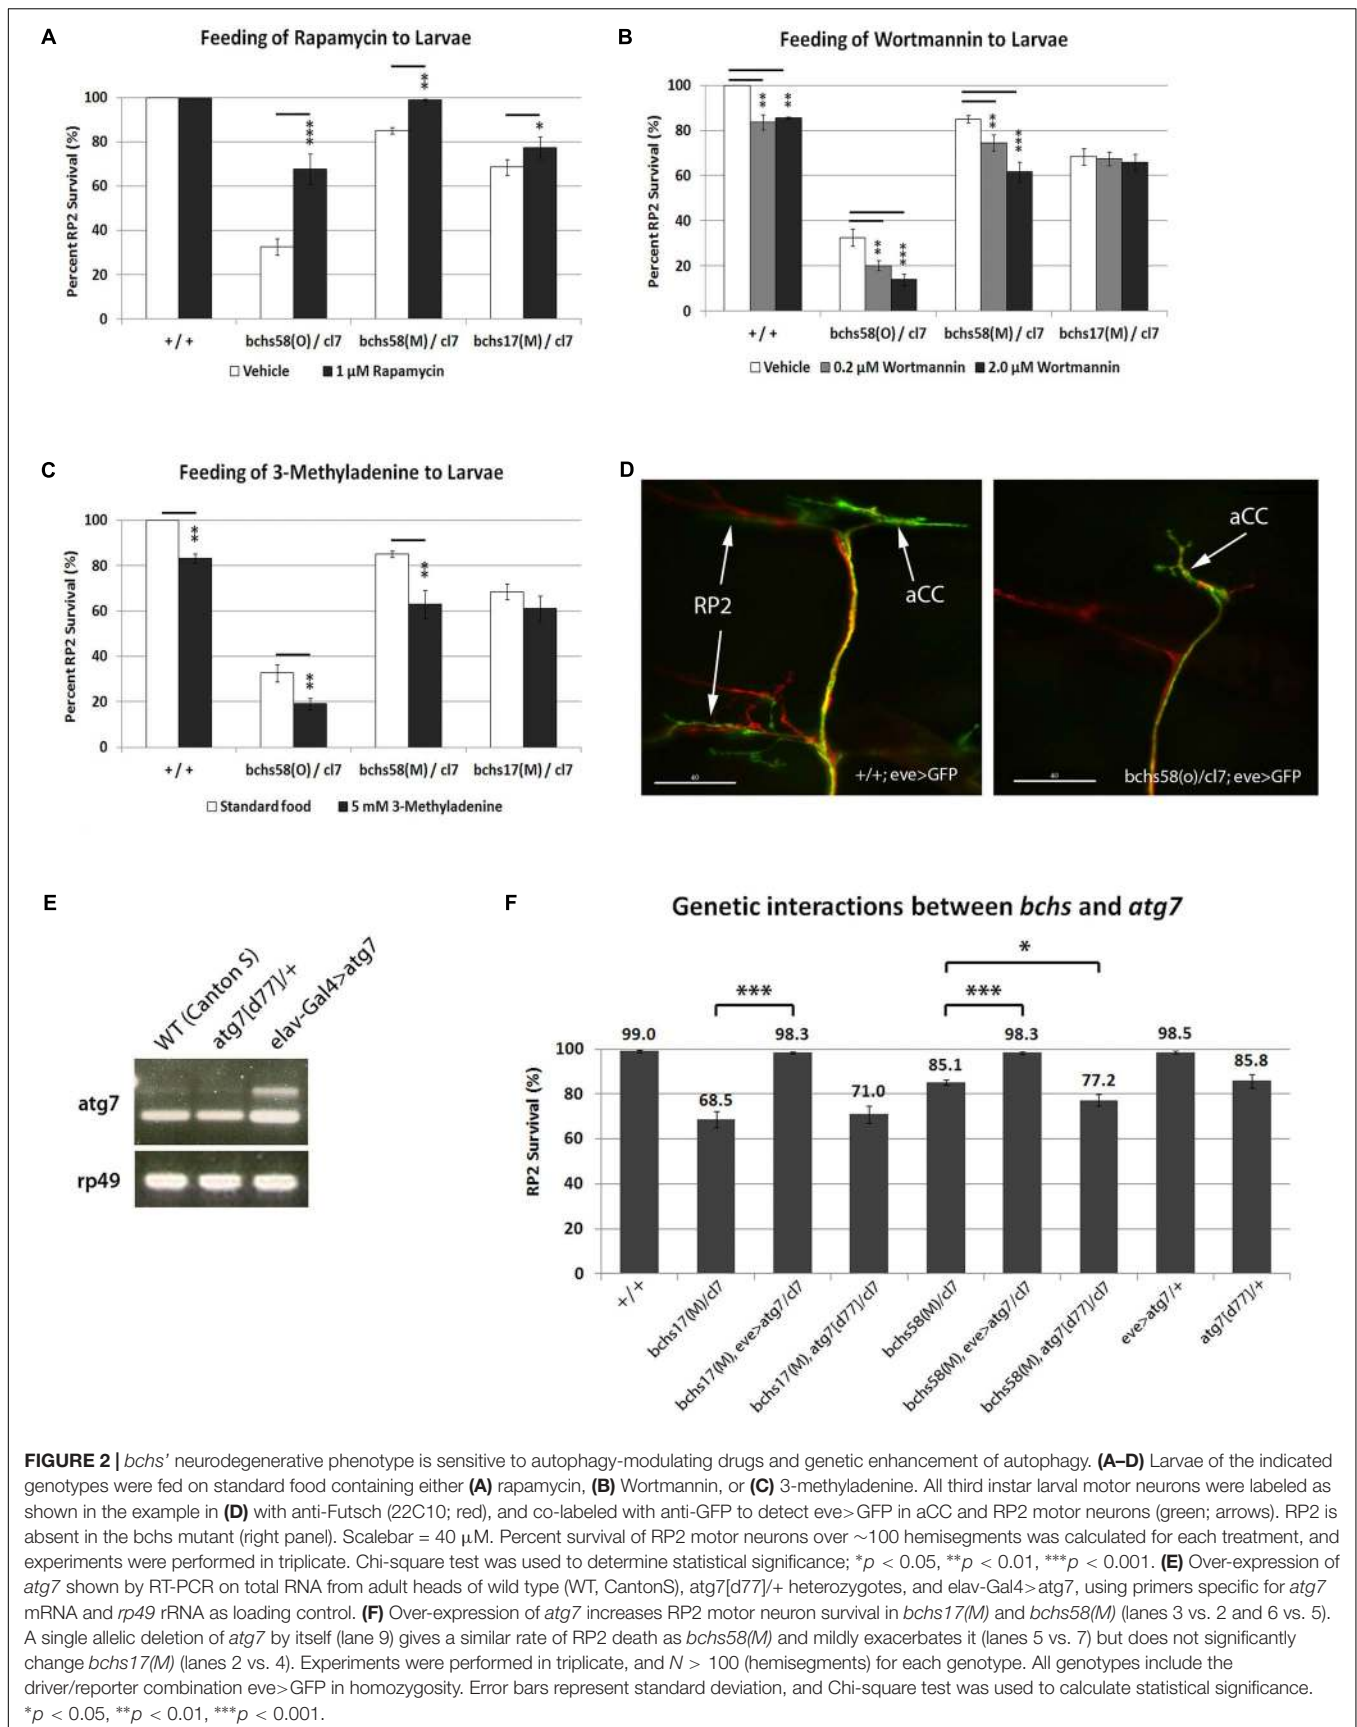 A
Feeding of Rapamycin to Larvae
Percent RP2 Survival (%)
100
80
60
40
20
0
**
***
*
+ / +
bchs58(O) / cl7
bchs58(M) / cl7
bchs17(M) / cl7
Vehicle
1 µM Rapamycin
B
Feeding of Wortmannin to Larvae
Percent RP2 Survival (%)
100
80
60
40
20
0
** **
** ***
** ***
+ / +
bchs58(O) / cl7
bchs58(M) / cl7
bchs17(M) / cl7
Vehicle
0.2 µM Wortmannin
2.0 µM Wortmannin
C
Feeding of 3-Methyladenine to Larvae
Percent RP2 Survival (%)
100
80
60
40
20
0
**
**
**
+ / +
bchs58(O) / cl7
bchs58(M) / cl7
bchs17(M) / cl7
Standard food
5 mM 3-Methyladenine
D
RP2
aCC
40
+/+; eve>GFP
aCC
40
bchs58(o)/cl7; eve>GFP
E
WT (Canton S)
atg7[d77]/+
elav-Gal4>atg7
atg7
rp49
F
Genetic interactions between bchs and atg7
RP2 Survival (%)
100
80
60
40
20
0
***
***
*
99.0
68.5
98.3
71.0
85.1
98.3
77.2
98.5
85.8
+/+
bchs17(M)/cl7
bchs17(M), eve>atg7/cl7
bchs17(M), atg7[d77]/cl7
bchs58(M)/cl7
bchs58(M), eve>atg7/cl7
bchs58(M), atg7[d77]/cl7
eve>atg7/+
atg7[d77]/+
FIGURE 2 | bchs' neurodegenerative phenotype is sensitive to autophagy-modulating drugs and genetic enhancement of autophagy. (A–D) Larvae of the indicated
genotypes were fed on standard food containing either (A) rapamycin, (B) Wortmannin, or (C) 3-methyladenine. All third instar larval motor neurons were labeled as
shown in the example in (D) with anti-Futsch (22C10; red), and co-labeled with anti-GFP to detect eve>GFP in aCC and RP2 motor neurons (green; arrows). RP2 is
absent in the bchs mutant (right panel). Scalebar = 40 µM. Percent survival of RP2 motor neurons over ∼100 hemisegments was calculated for each treatment, and
experiments were performed in triplicate. Chi-square test was used to determine statistical significance; *p < 0.05, **p < 0.01, ***p < 0.001. (E) Over-expression of
atg7 shown by RT-PCR on total RNA from adult heads of wild type (WT, CantonS), atg7[d77]/+ heterozygotes, and elav-Gal4>atg7, using primers specific for atg7
mRNA and rp49 rRNA as loading control. (F) Over-expression of atg7 increases RP2 motor neuron survival in bchs17(M) and bchs58(M) (lanes 3 vs. 2 and 6 vs. 5).
A single allelic deletion of atg7 by itself (lane 9) gives a similar rate of RP2 death as bchs58(M) and mildly exacerbates it (lanes 5 vs. 7) but does not significantly
change bchs17(M) (lanes 2 vs. 4). Experiments were performed in triplicate, and N > 100 (hemisegments) for each genotype. All genotypes include the
driver/reporter combination eve>GFP in homozygosity. Error bars represent standard deviation, and Chi-square test was used to calculate statistical significance.
*p < 0.05, **p < 0.01, ***p < 0.001.